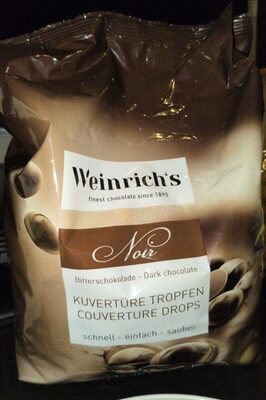 Weinrich's
finest chocolate since 1895
Noir
Bitterschokolade - Dark chocolate
KUVERTÜRE TROPFEN
COUVERTURE DROPS
schnell - einfach - sauber